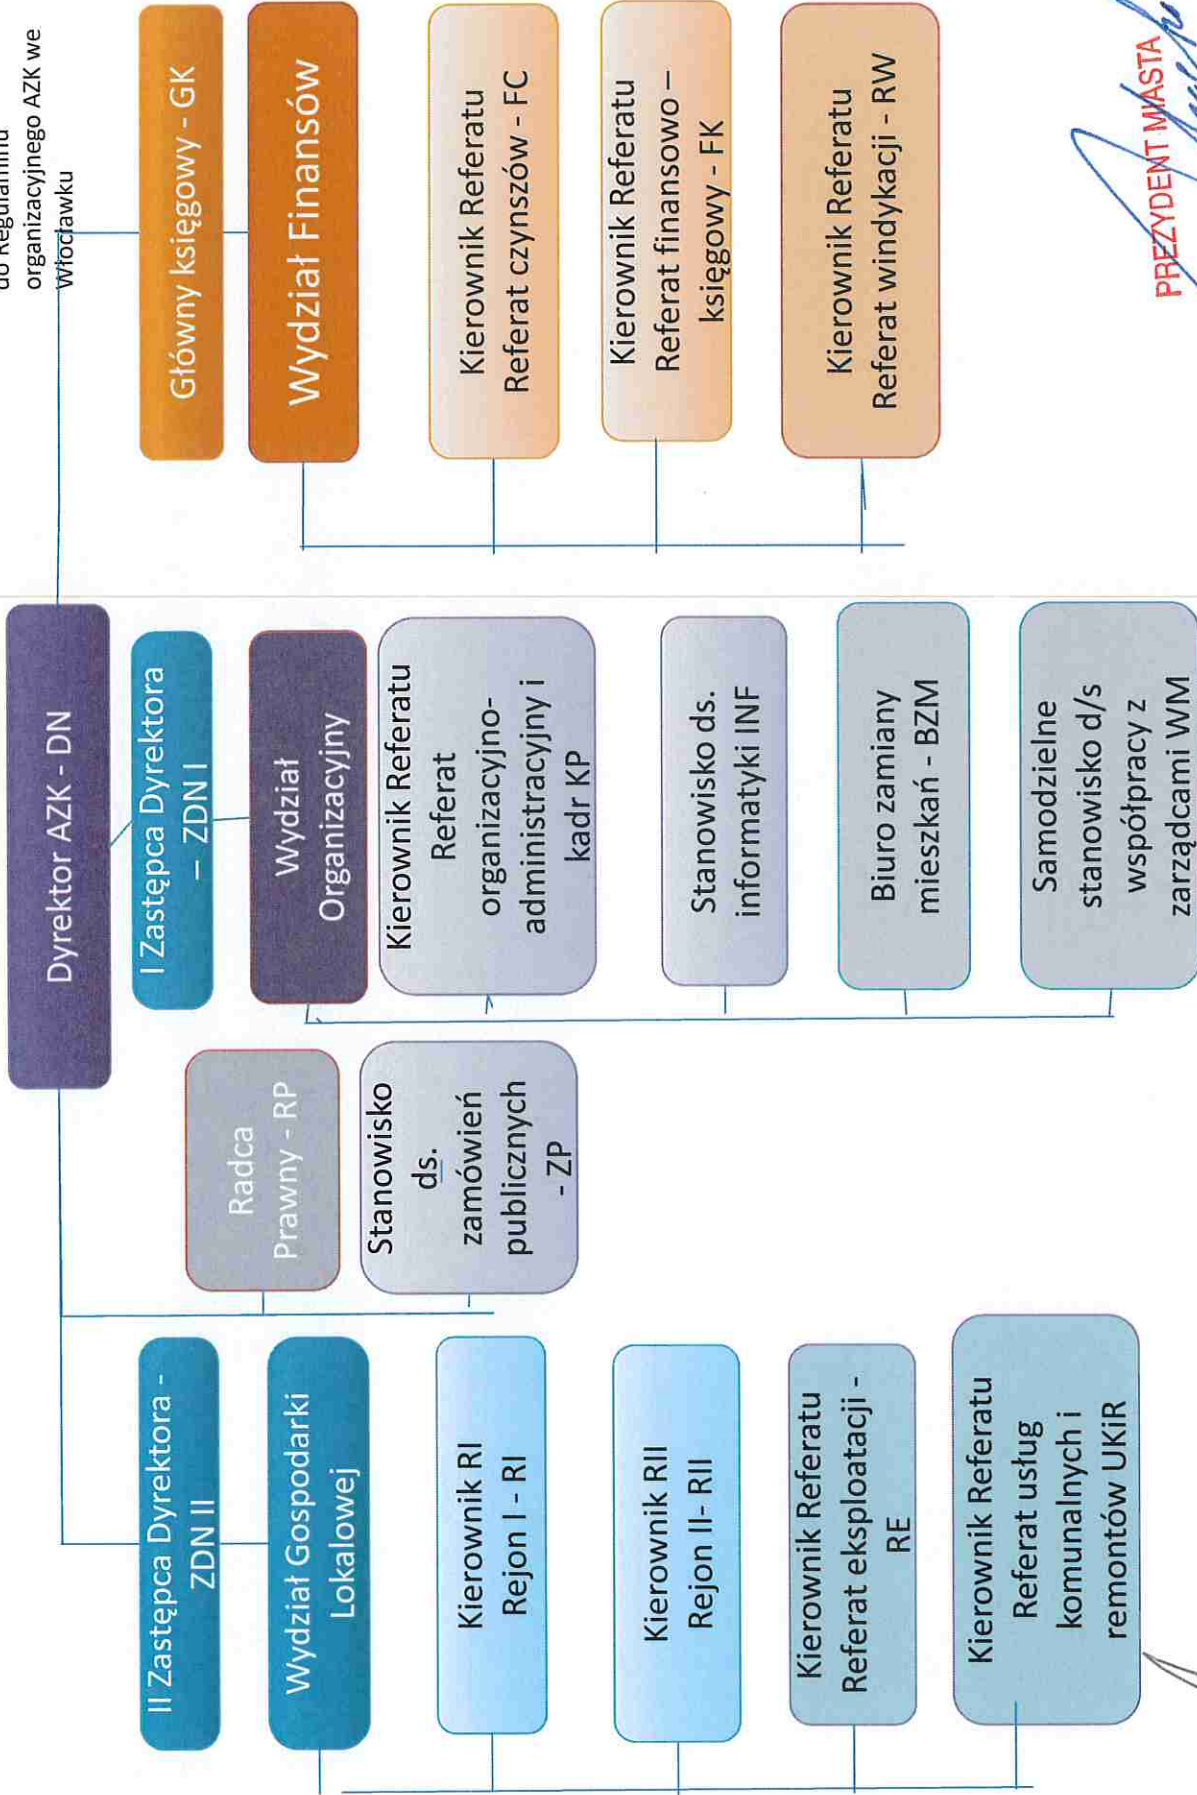 do Regulaminu
organizacyjnego AZK we
Włocławku
Dyrektor AZK - DN
II Zastępca Dyrektora -
ZDN II
Wydział Gospodarki
Lokalowej
Kierownik RI
Rejon I - RI
Kierownik RII
Rejon II- RII
Kierownik Referatu
Referat eksploatacji -
RE
Kierownik Referatu
Referat usług
komunalnych i
remontów UKiR
Radca
Prawny - RP
Stanowisko
ds.
zamówień
publicznych
- ZP
I Zastępca Dyrektora
– ZDN I
Wydział
Organizacyjny
Kierownik Referatu
Referat
organizacyjno-
administracyjny i
kadr KP
Stanowisko ds.
informatyki INF
Biuro zamiany
mieszkań - BZM
Samodzielne
stanowisko d/s
współpracy z
zarządcami WM
Główny księgowy - GK
Wydział Finansów
Kierownik Referatu
Referat czynszów - FC
Kierownik Referatu
Referat finansowo –
księgowy - FK
Kierownik Referatu
Referat windykacji - RW
PREZYDENT MIASTA